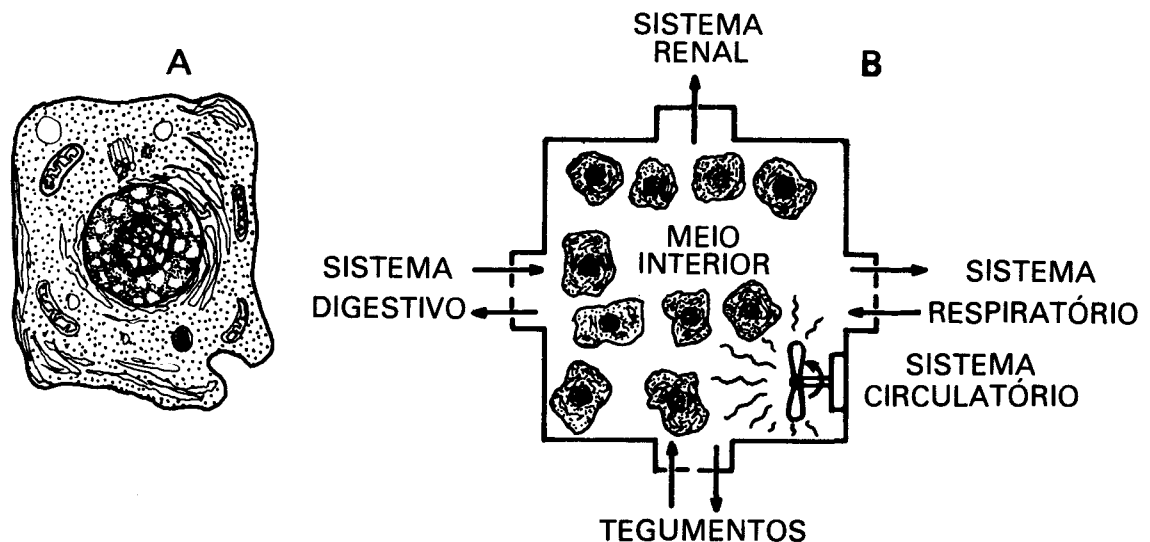 A
SISTEMA
RENAL
B
MEIO
INTERIOR
SISTEMA
DIGESTIVO
SISTEMA
RESPIRATÓRIO
SISTEMA
CIRCULATÓRIO
TEGUMENTOS